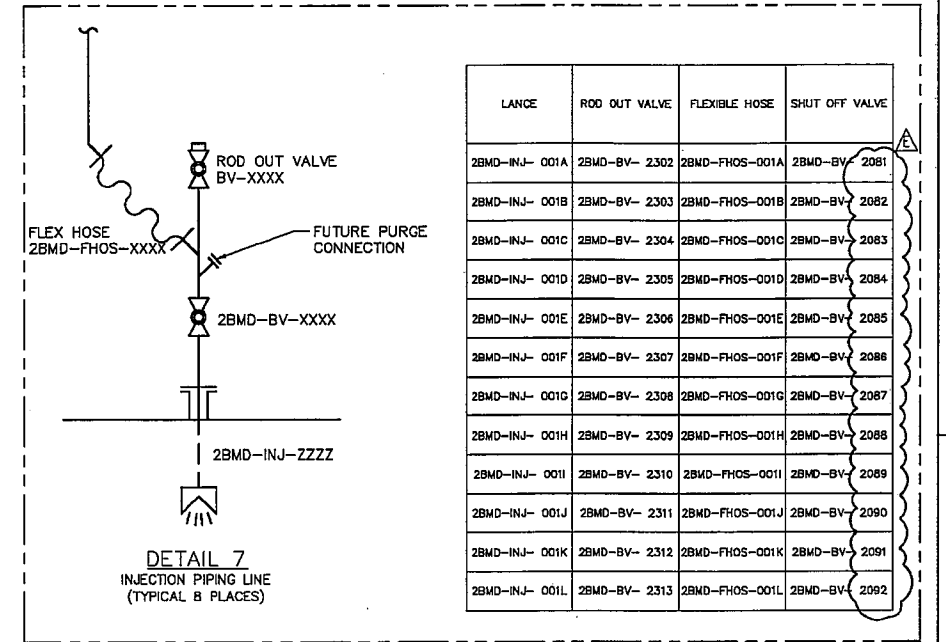 ROD OUT VALVE
BV-XXXX
FLEX HOSE
2BMD-FHOS-XXXX
FUTURE PURGE
CONNECTION
2BMD-BV-XXXX
2BMD-INJ-ZZZZ
DETAIL 7
INJECTION PIPING LINE
(TYPICAL 8 PLACES)
LANCE ROD OUT VALVE FLEXIBLE HOSE SHUT OFF VALVE
E
2BMD-INJ- 001A 2BMD-BV- 2302 2BMD-FHOS-001A 2BMD-BV- 2081
2BMD-INJ- 001B 2BMD-BV- 2303 2BMD-FHOS-001B 2BMD-BV- 2082
2BMD-INJ- 001C 2BMD-BV- 2304 2BMD-FHOS-001C 2BMD-BV- 2083
2BMD-INJ- 001D 2BMD-BV- 2305 2BMD-FHOS-001D 2BMD-BV- 2084
2BMD-INJ- 001E 2BMD-BV- 2306 2BMD-FHOS-001E 2BMD-BV- 2085
2BMD-INJ- 001F 2BMD-BV- 2307 2BMD-FHOS-001F 2BMD-BV- 2086
2BMD-INJ- 001G 2BMD-BV- 2308 2BMD-FHOS-001G 2BMD-BV- 2087
2BMD-INJ- 001H 2BMD-BV- 2309 2BMD-FHOS-001H 2BMD-BV- 2088
2BMD-INJ- 001I 2BMD-BV- 2310 2BMD-FHOS-001I 2BMD-BV- 2089
2BMD-INJ- 001J 2BMD-BV- 2311 2BMD-FHOS-001J 2BMD-BV- 2090
2BMD-INJ- 001K 2BMD-BV- 2312 2BMD-FHOS-001K 2BMD-BV- 2091
2BMD-INJ- 001L 2BMD-BV- 2313 2BMD-FHOS-001L 2BMD-BV- 2092